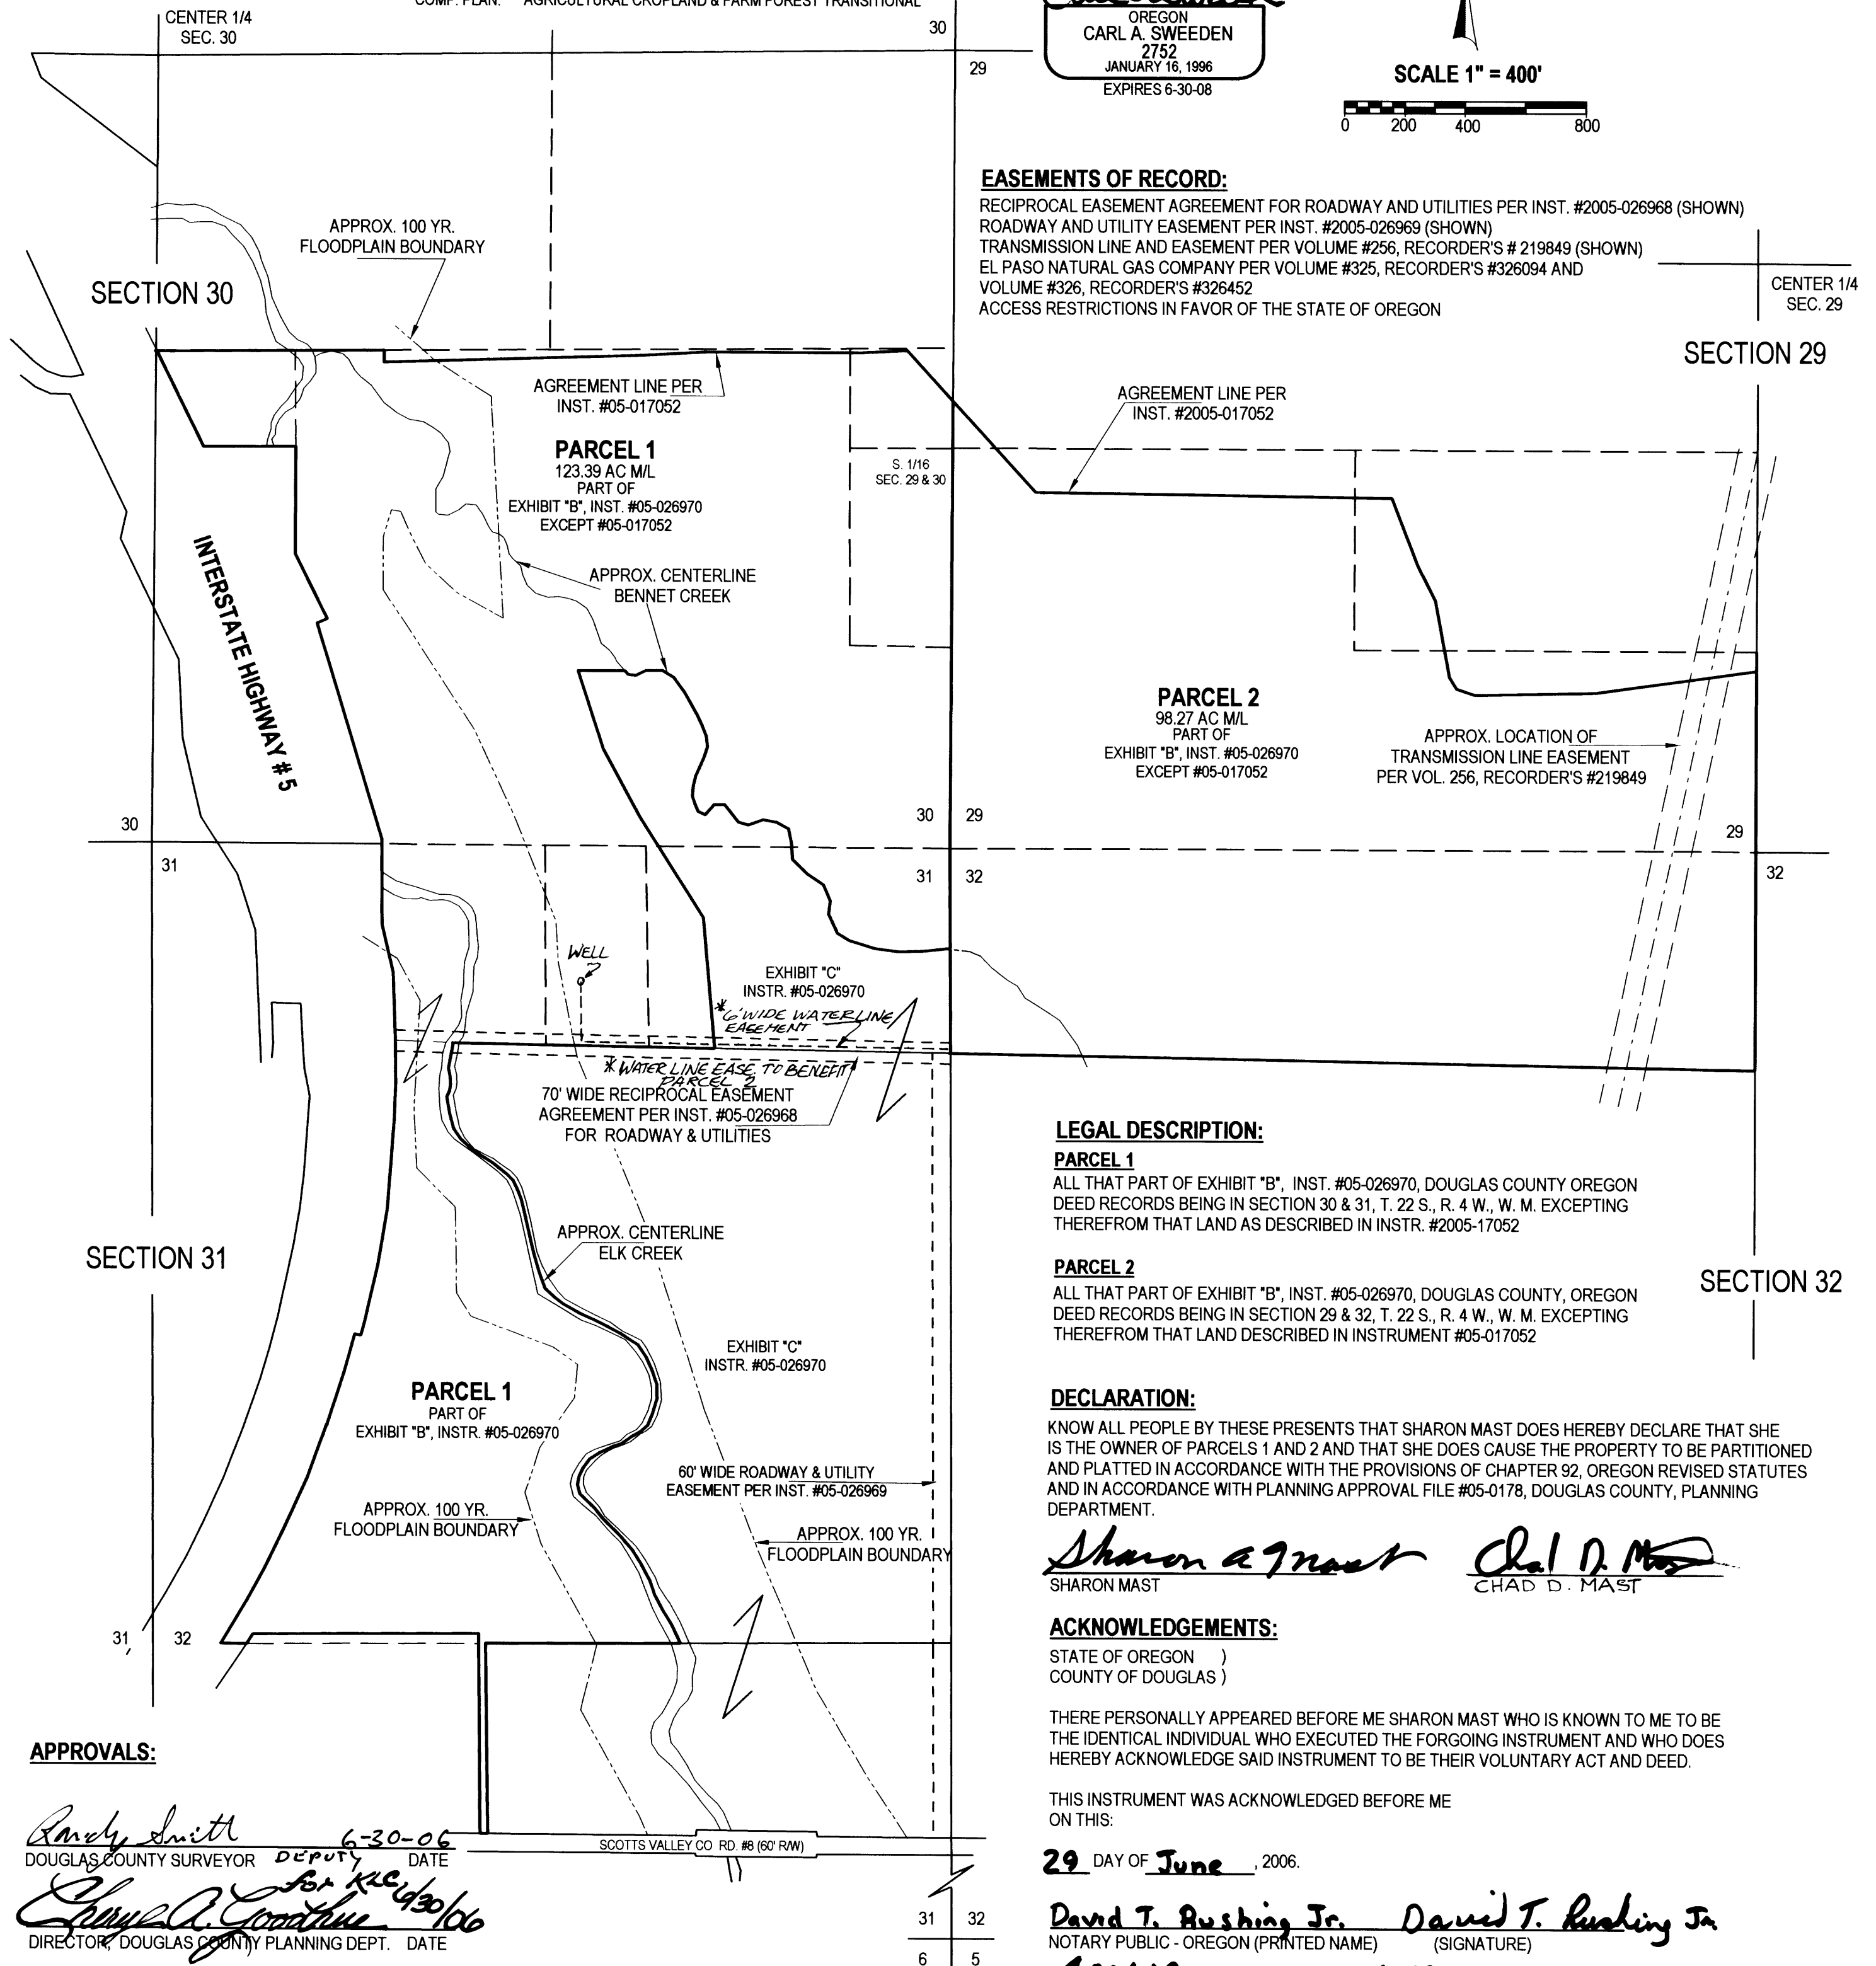 COMP. PLAN: AGRICULTURAL CROPLAND & FARM FOREST TRANSITIONAL
CENTER 1/4
SEC. 30
30
29
OREGON
CARL A. SWEEDEN
2752
JANUARY 16, 1996
EXPIRES 6-30-08
SCALE 1" = 400'
0 200 400 800
EASEMENTS OF RECORD:
RECIPROCAL EASEMENT AGREEMENT FOR ROADWAY AND UTILITIES PER INST. #2005-026968 (SHOWN)
ROADWAY AND UTILITY EASEMENT PER INST. #2005-026969 (SHOWN)
TRANSMISSION LINE AND EASEMENT PER VOLUME #256, RECORDER'S # 219849 (SHOWN)
EL PASO NATURAL GAS COMPANY PER VOLUME #325, RECORDER'S #326094 AND
VOLUME #326, RECORDER'S #326452
ACCESS RESTRICTIONS IN FAVOR OF THE STATE OF OREGON
CENTER 1/4
SEC. 29
APPROX. 100 YR.
FLOODPLAIN BOUNDARY
SECTION 30
SECTION 29
AGREEMENT LINE PER
INST. #05-017052
AGREEMENT LINE PER
INST. #2005-017052
PARCEL 1
123.39 AC M/L
PART OF
EXHIBIT "B", INST. #05-026970
EXCEPT #05-017052
S. 1/16
SEC. 29 & 30
INTERSTATE HIGHWAY # 5
APPROX. CENTERLINE
BENNET CREEK
PARCEL 2
98.27 AC M/L
PART OF
EXHIBIT "B", INST. #05-026970
EXCEPT #05-017052
APPROX. LOCATION OF
TRANSMISSION LINE EASEMENT
PER VOL. 256, RECORDER'S #219849
30
31
30 29
31 32
29
32
WELL
EXHIBIT "C"
INSTR. #05-026970
* 6' WIDE WATERLINE
EASEMENT
* WATER LINE EASE. TO BENEFIT
PARCEL 2
70' WIDE RECIPROCAL EASEMENT
AGREEMENT PER INST. #05-026968
FOR ROADWAY & UTILITIES
LEGAL DESCRIPTION:
PARCEL 1
ALL THAT PART OF EXHIBIT "B", INST. #05-026970, DOUGLAS COUNTY OREGON
DEED RECORDS BEING IN SECTION 30 & 31, T. 22 S., R. 4 W., W. M. EXCEPTING
THEREFROM THAT LAND AS DESCRIBED IN INSTR. #2005-17052
PARCEL 2
ALL THAT PART OF EXHIBIT "B", INST. #05-026970, DOUGLAS COUNTY, OREGON
DEED RECORDS BEING IN SECTION 29 & 32, T. 22 S., R. 4 W., W. M. EXCEPTING
THEREFROM THAT LAND DESCRIBED IN INSTRUMENT #05-017052
SECTION 31
SECTION 32
APPROX. CENTERLINE
ELK CREEK
EXHIBIT "C"
INSTR. #05-026970
PARCEL 1
PART OF
EXHIBIT "B", INSTR. #05-026970
60' WIDE ROADWAY & UTILITY
EASEMENT PER INST. #05-026969
APPROX. 100 YR.
FLOODPLAIN BOUNDARY
APPROX. 100 YR.
FLOODPLAIN BOUNDARY
DECLARATION:
KNOW ALL PEOPLE BY THESE PRESENTS THAT SHARON MAST DOES HEREBY DECLARE THAT SHE
IS THE OWNER OF PARCELS 1 AND 2 AND THAT SHE DOES CAUSE THE PROPERTY TO BE PARTITIONED
AND PLATTED IN ACCORDANCE WITH THE PROVISIONS OF CHAPTER 92, OREGON REVISED STATUTES
AND IN ACCORDANCE WITH PLANNING APPROVAL FILE #05-0178, DOUGLAS COUNTY, PLANNING
DEPARTMENT.
Sharon A Mast Chad D. Mast
SHARON MAST CHAD D. MAST
ACKNOWLEDGEMENTS:
STATE OF OREGON )
COUNTY OF DOUGLAS )
THERE PERSONALLY APPEARED BEFORE ME SHARON MAST WHO IS KNOWN TO ME TO BE
THE IDENTICAL INDIVIDUAL WHO EXECUTED THE FORGOING INSTRUMENT AND WHO DOES
HEREBY ACKNOWLEDGE SAID INSTRUMENT TO BE THEIR VOLUNTARY ACT AND DEED.
THIS INSTRUMENT WAS ACKNOWLEDGED BEFORE ME
ON THIS:
29 DAY OF June , 2006.
David T. Rushing Jr. David T. Rushing Jr.
NOTARY PUBLIC - OREGON (PRINTED NAME) (SIGNATURE)
31 32
APPROVALS:
Randy Smith 6-30-06
DOUGLAS COUNTY SURVEYOR DEPUTY DATE
for KLC 6/30/06
Cheryl A. Goodhue
DIRECTOR, DOUGLAS COUNTY PLANNING DEPT. DATE
SCOTTS VALLEY CO RD. #8 (60' R/W)
31 32
6 5